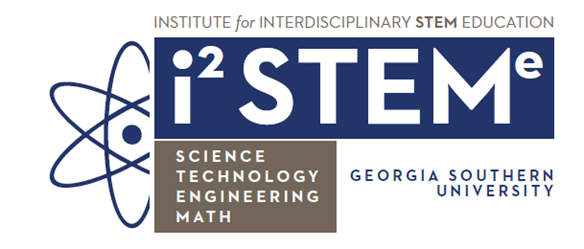 INSTITUTE for INTERDISCIPLINARY STEM EDUCATION
i² STEMᵉ
SCIENCE
TECHNOLOGY
ENGINEERING
MATH
GEORGIA SOUTHERN
UNIVERSITY